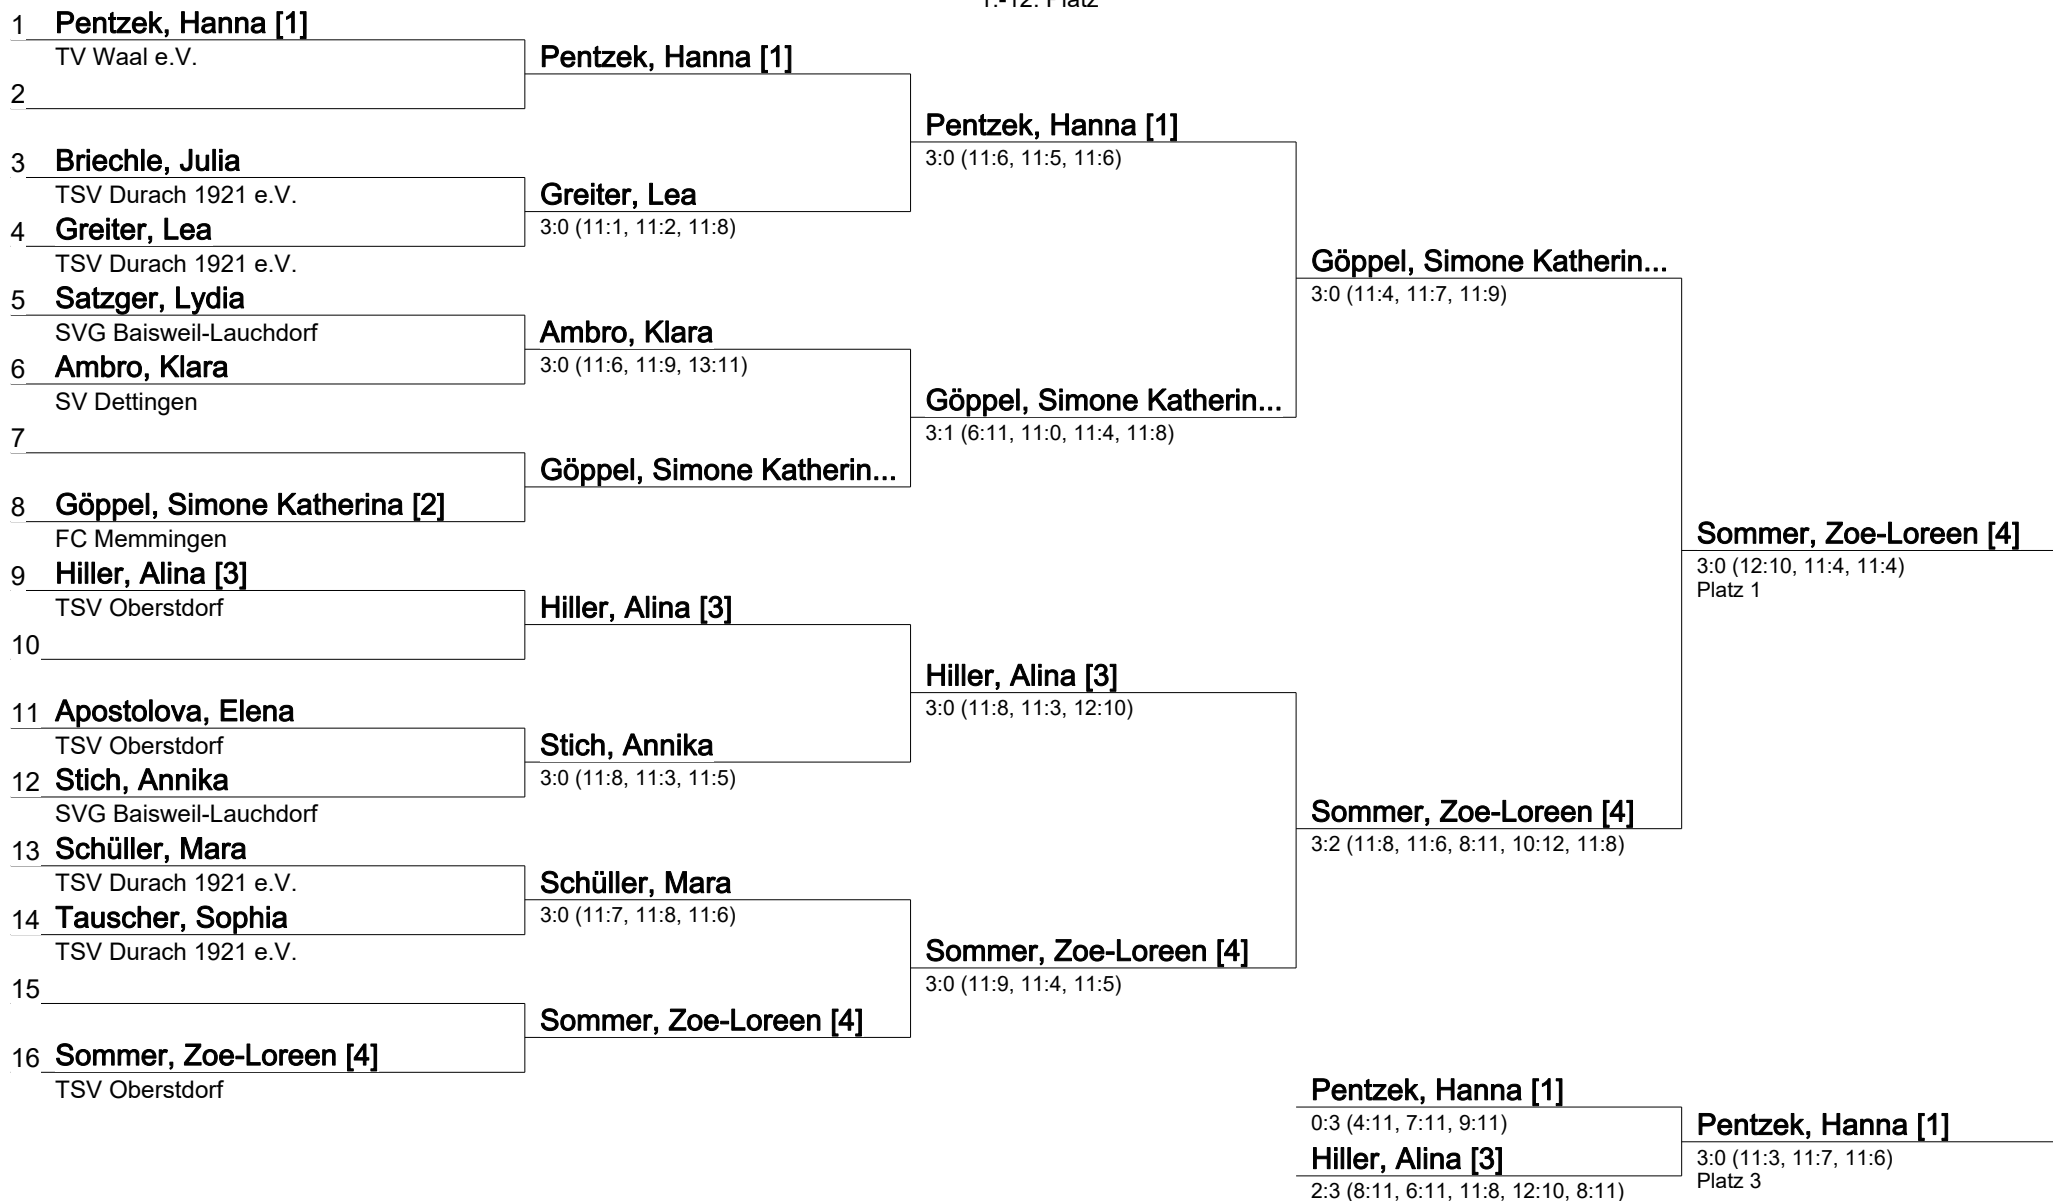 1.-12. Platz
1 Pentzek, Hanna [1]
TV Waal e.V.
Pentzek, Hanna [1]
2
Pentzek, Hanna [1]
3:0 (11:6, 11:5, 11:6)
3 Briechle, Julia
TSV Durach 1921 e.V.
Greiter, Lea
3:0 (11:1, 11:2, 11:8)
4 Greiter, Lea
TSV Durach 1921 e.V.
Göppel, Simone Katherin...
3:0 (11:4, 11:7, 11:9)
5 Satzger, Lydia
SVG Baisweil-Lauchdorf
Ambro, Klara
3:0 (11:6, 11:9, 13:11)
6 Ambro, Klara
SV Dettingen
Göppel, Simone Katherin...
3:1 (6:11, 11:0, 11:4, 11:8)
7
Göppel, Simone Katherin...
8 Göppel, Simone Katherina [2]
FC Memmingen
Sommer, Zoe-Loreen [4]
3:0 (12:10, 11:4, 11:4)
Platz 1
9 Hiller, Alina [3]
TSV Oberstdorf
Hiller, Alina [3]
10
Hiller, Alina [3]
3:0 (11:8, 11:3, 12:10)
11 Apostolova, Elena
TSV Oberstdorf
Stich, Annika
3:0 (11:8, 11:3, 11:5)
12 Stich, Annika
SVG Baisweil-Lauchdorf
Sommer, Zoe-Loreen [4]
3:2 (11:8, 11:6, 8:11, 10:12, 11:8)
13 Schüller, Mara
TSV Durach 1921 e.V.
Schüller, Mara
3:0 (11:7, 11:8, 11:6)
14 Tauscher, Sophia
TSV Durach 1921 e.V.
Sommer, Zoe-Loreen [4]
3:0 (11:9, 11:4, 11:5)
15
Sommer, Zoe-Loreen [4]
16 Sommer, Zoe-Loreen [4]
TSV Oberstdorf
Pentzek, Hanna [1]
0:3 (4:11, 7:11, 9:11)
Pentzek, Hanna [1]
3:0 (11:3, 11:7, 11:6)
Platz 3
Hiller, Alina [3]
2:3 (8:11, 6:11, 11:8, 12:10, 8:11)